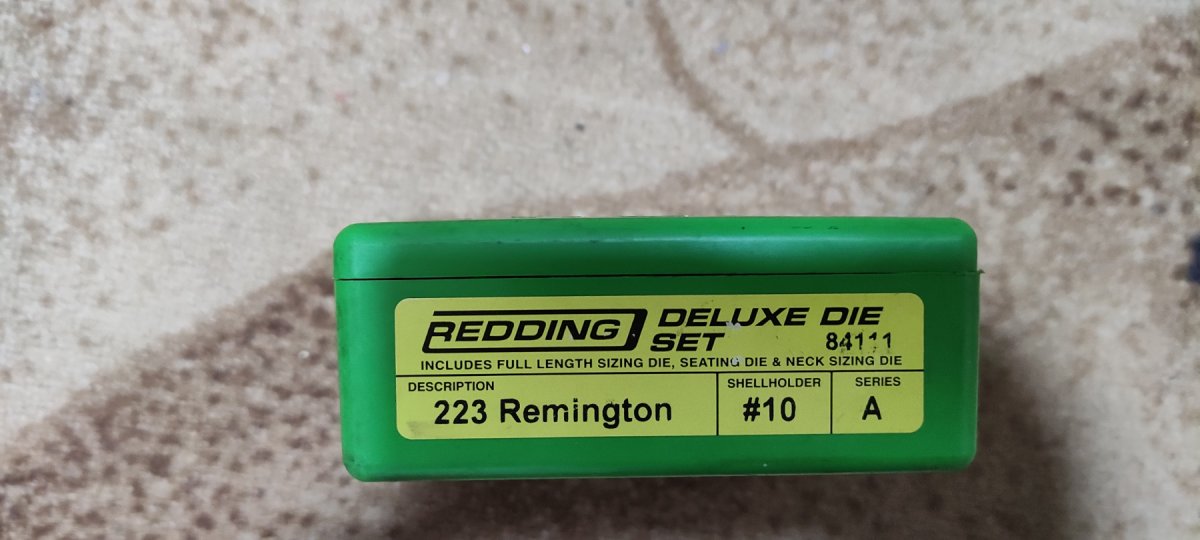 REDDING DELUXE DIE
SET 84111
INCLUDES FULL LENGTH SIZING DIE, SEATING DIE & NECK SIZING DIE
DESCRIPTION SHELLHOLDER SERIES
223 Remington #10 A